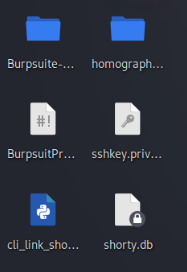 Burpsuite-... homograph...
#!
BurpsuitPr... sshkey.priv...
cli_link_sho... shorty.db